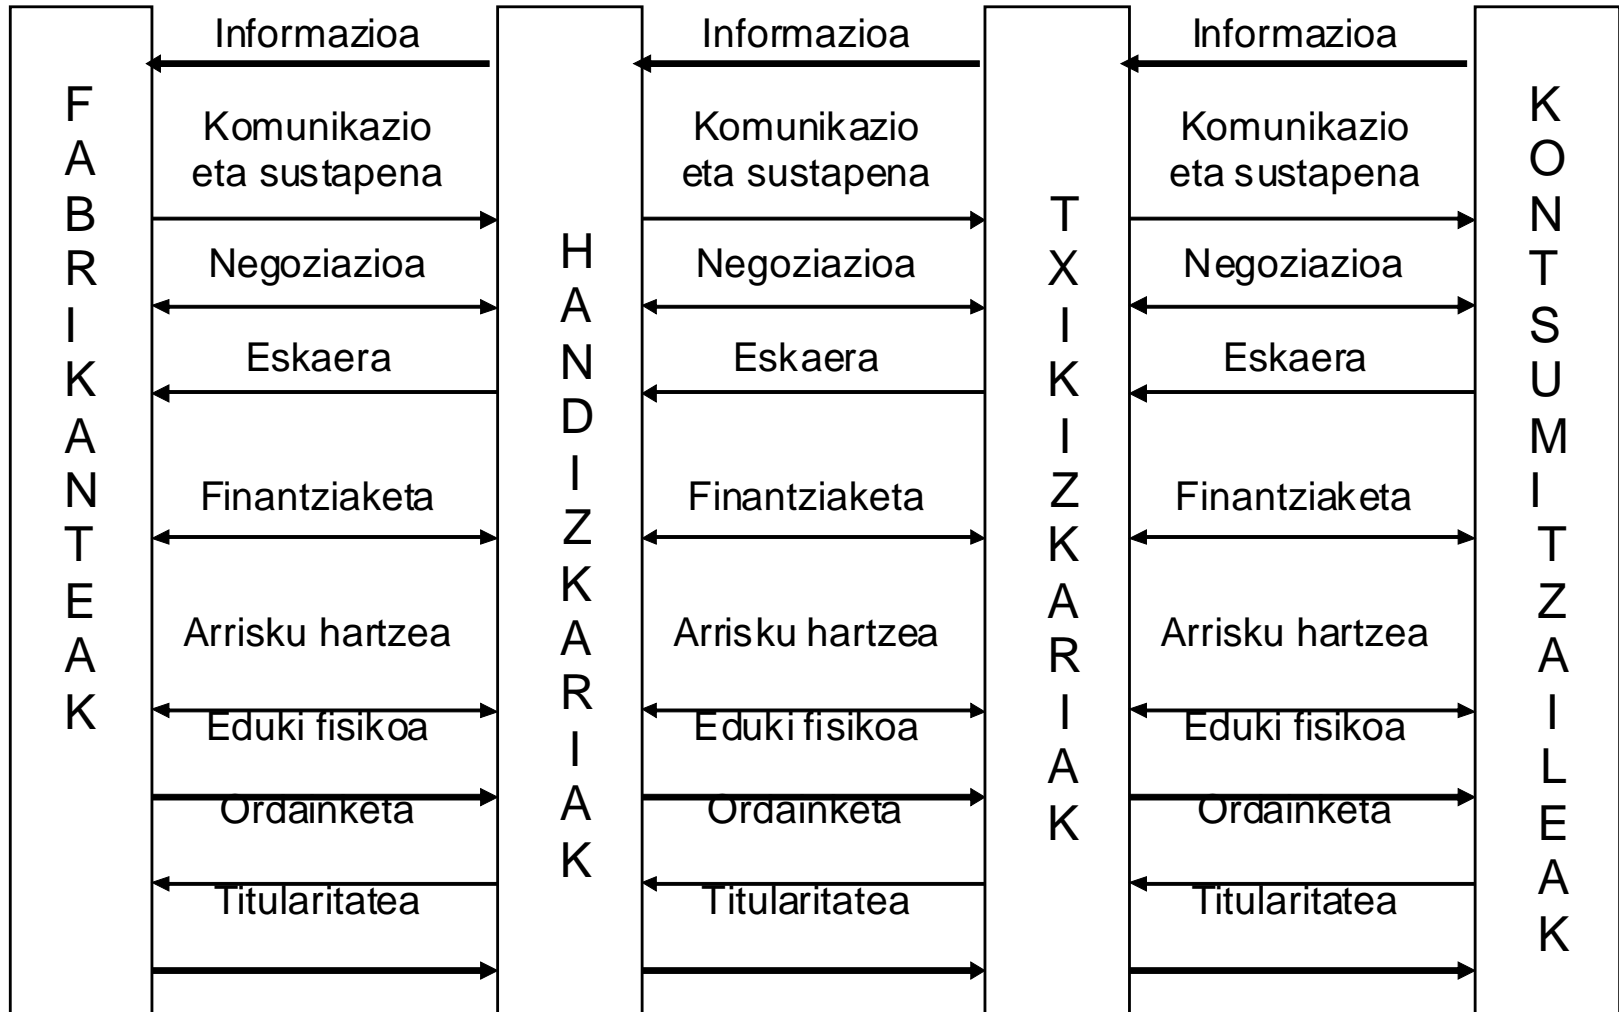 FABRIKANTEAK
Informazioa
Komunikazio
eta sustapena
Negoziazioa
Eskaera
Finantziaketa
Arrisku hartzea
Eduki fisikoa
Ordainketa
Titularitatea
HANDIZKARIAK
Informazioa
Komunikazio
eta sustapena
Negoziazioa
Eskaera
Finantziaketa
Arrisku hartzea
Eduki fisikoa
Ordainketa
Titularitatea
TXIKIZKARIAK
Informazioa
Komunikazio
eta sustapena
Negoziazioa
Eskaera
Finantziaketa
Arrisku hartzea
Eduki fisikoa
Ordainketa
Titularitatea
KONTSUMITZAILEAK